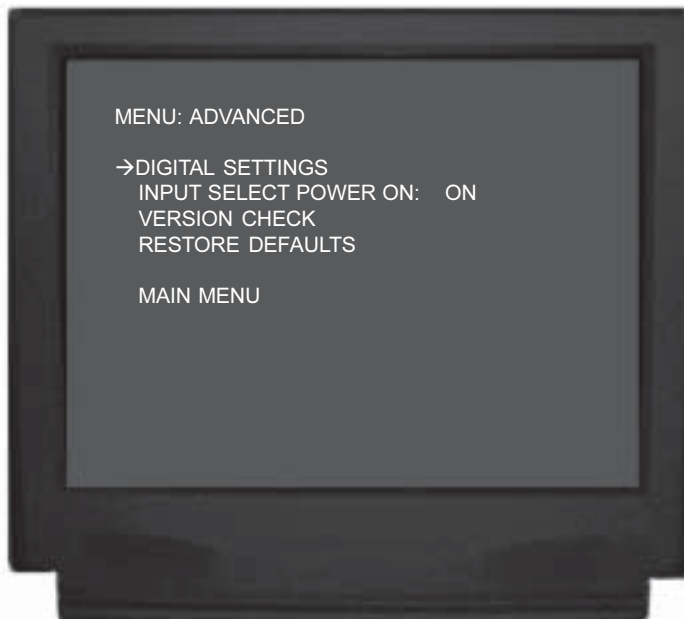 MENU: ADVANCED
→DIGITAL SETTINGS
INPUT SELECT POWER ON: ON
VERSION CHECK
RESTORE DEFAULTS
MAIN MENU